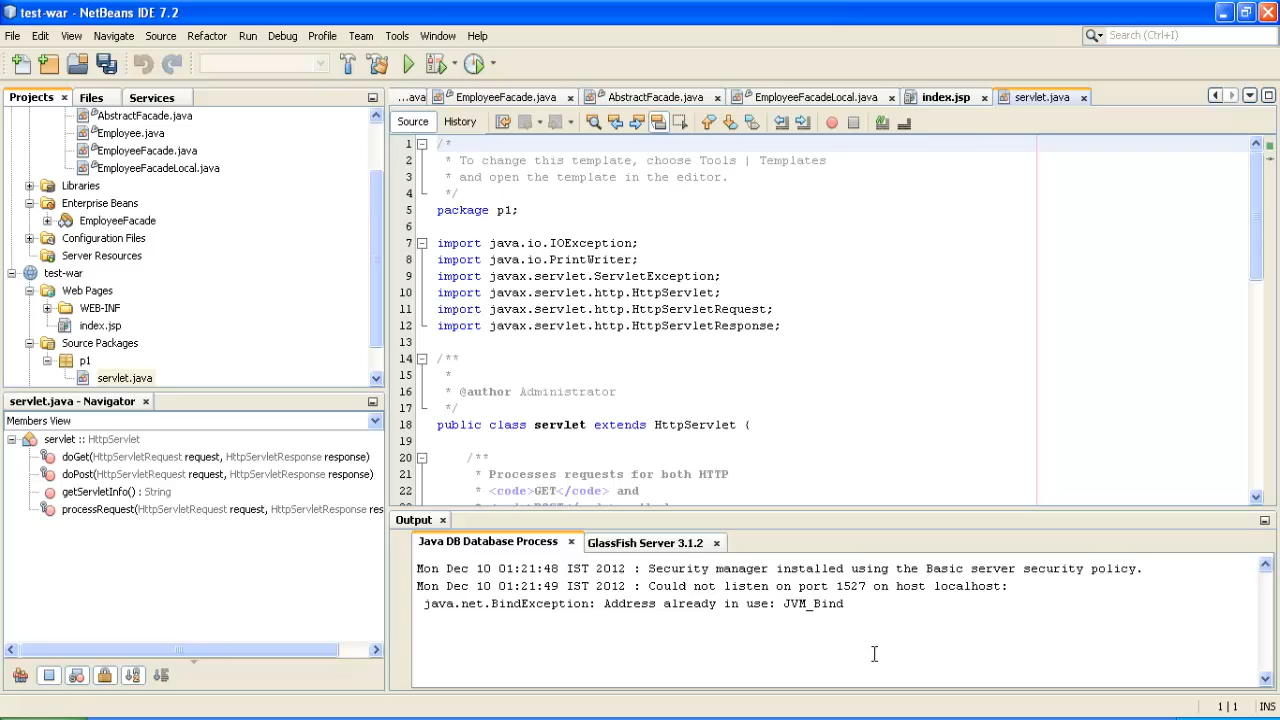 test-war - NetBeans IDE 7.2
File Edit View Navigate Source Refactor Run Debug Profile Team Tools Window Help
Search (Ctrl+I)
Projects Files Services
AbstractFacade.java
Employee.java
EmployeeFacade.java
EmployeeFacadeLocal.java
Libraries
Enterprise Beans
EmployeeFacade
Configuration Files
Server Resources
test-war
Web Pages
WEB-INF
index.jsp
Source Packages
p1
servlet.java
servlet.java - Navigator
Members View
servlet :: HttpServlet
doGet(HttpServletRequest request, HttpServletResponse response)
doPost(HttpServletRequest request, HttpServletResponse response)
getServletInfo() : String
processRequest(HttpServletRequest request, HttpServletResponse res
...ava EmployeeFacade.java AbstractFacade.java EmployeeFacadeLocal.java index.jsp servlet.java
Source History
1 /*
2 * To change this template, choose Tools | Templates
3 * and open the template in the editor.
4 */
5 package p1;
6
7 import java.io.IOException;
8 import java.io.PrintWriter;
9 import javax.servlet.ServletException;
10 import javax.servlet.http.HttpServlet;
11 import javax.servlet.http.HttpServletRequest;
12 import javax.servlet.http.HttpServletResponse;
13
14 /**
15 *
16 * @author Administrator
17 */
18 public class servlet extends HttpServlet {
19
20 /**
21 * Processes requests for both HTTP
22 * <code>GET</code> and
Output
Java DB Database Process GlassFish Server 3.1.2
Mon Dec 10 01:21:48 IST 2012 : Security manager installed using the Basic server security policy.
Mon Dec 10 01:21:49 IST 2012 : Could not listen on port 1527 on host localhost:
java.net.BindException: Address already in use: JVM_Bind
1 | 1 INS